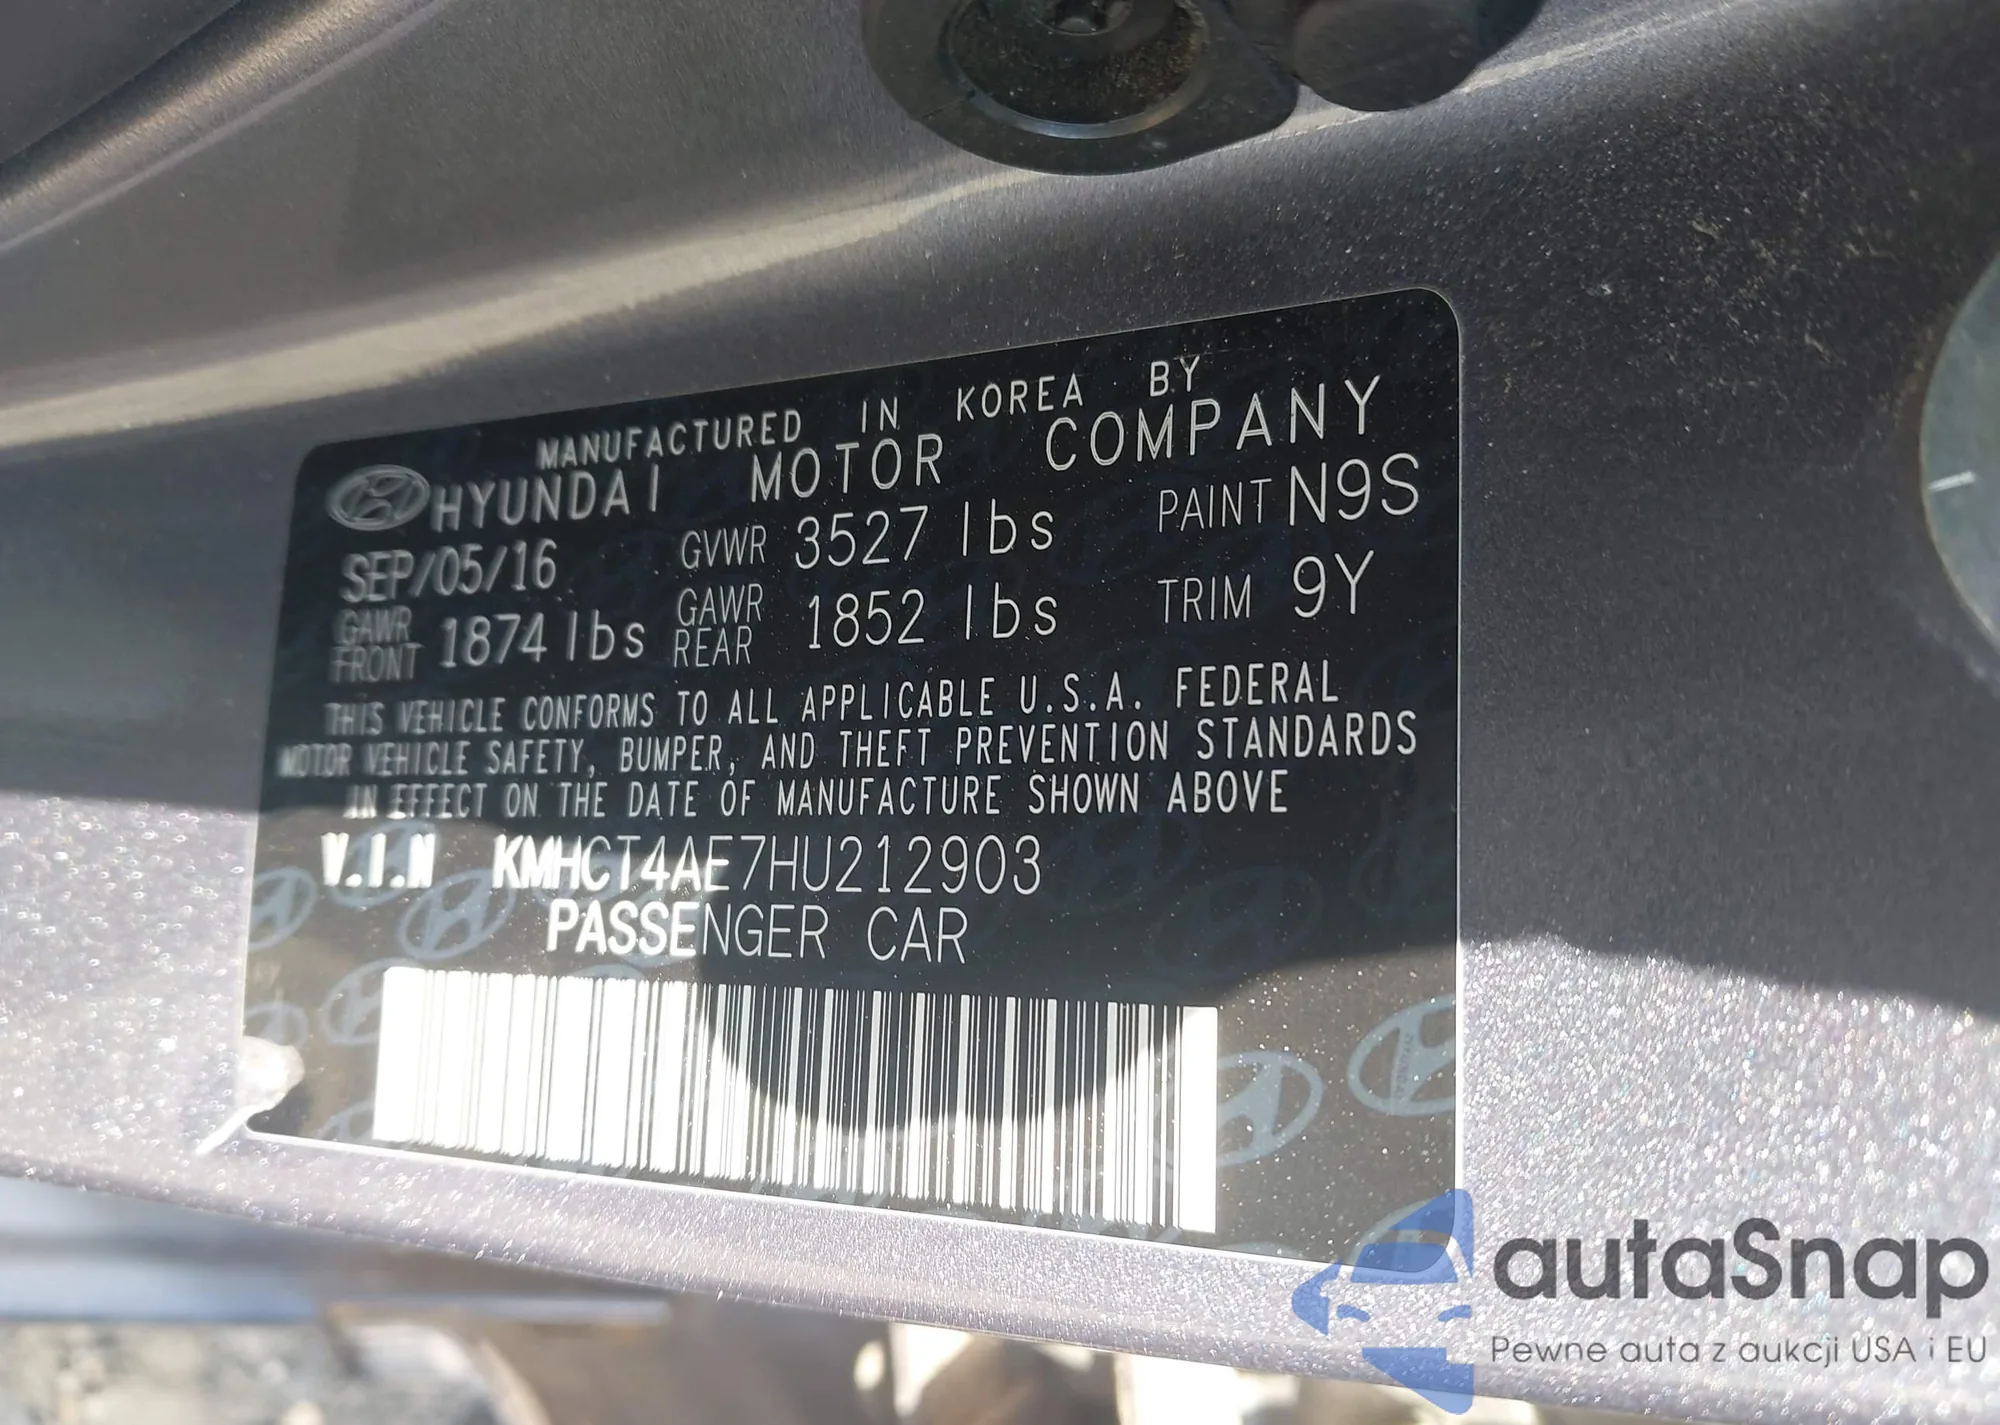 MANUFACTURED IN KOREA BY
HYUNDAI MOTOR COMPANY
SEP/05/16 GVWR 3527 lbs PAINT N9S
GAWR FRONT 1874 lbs GAWR REAR 1852 lbs TRIM 9Y
THIS VEHICLE CONFORMS TO ALL APPLICABLE U.S.A. FEDERAL
MOTOR VEHICLE SAFETY, BUMPER, AND THEFT PREVENTION STANDARDS
IN EFFECT ON THE DATE OF MANUFACTURE SHOWN ABOVE
V.I.N KMHCT4AE7HU212903
PASSENGER CAR
autaSnap
Pewne auta z aukcji USA i EU